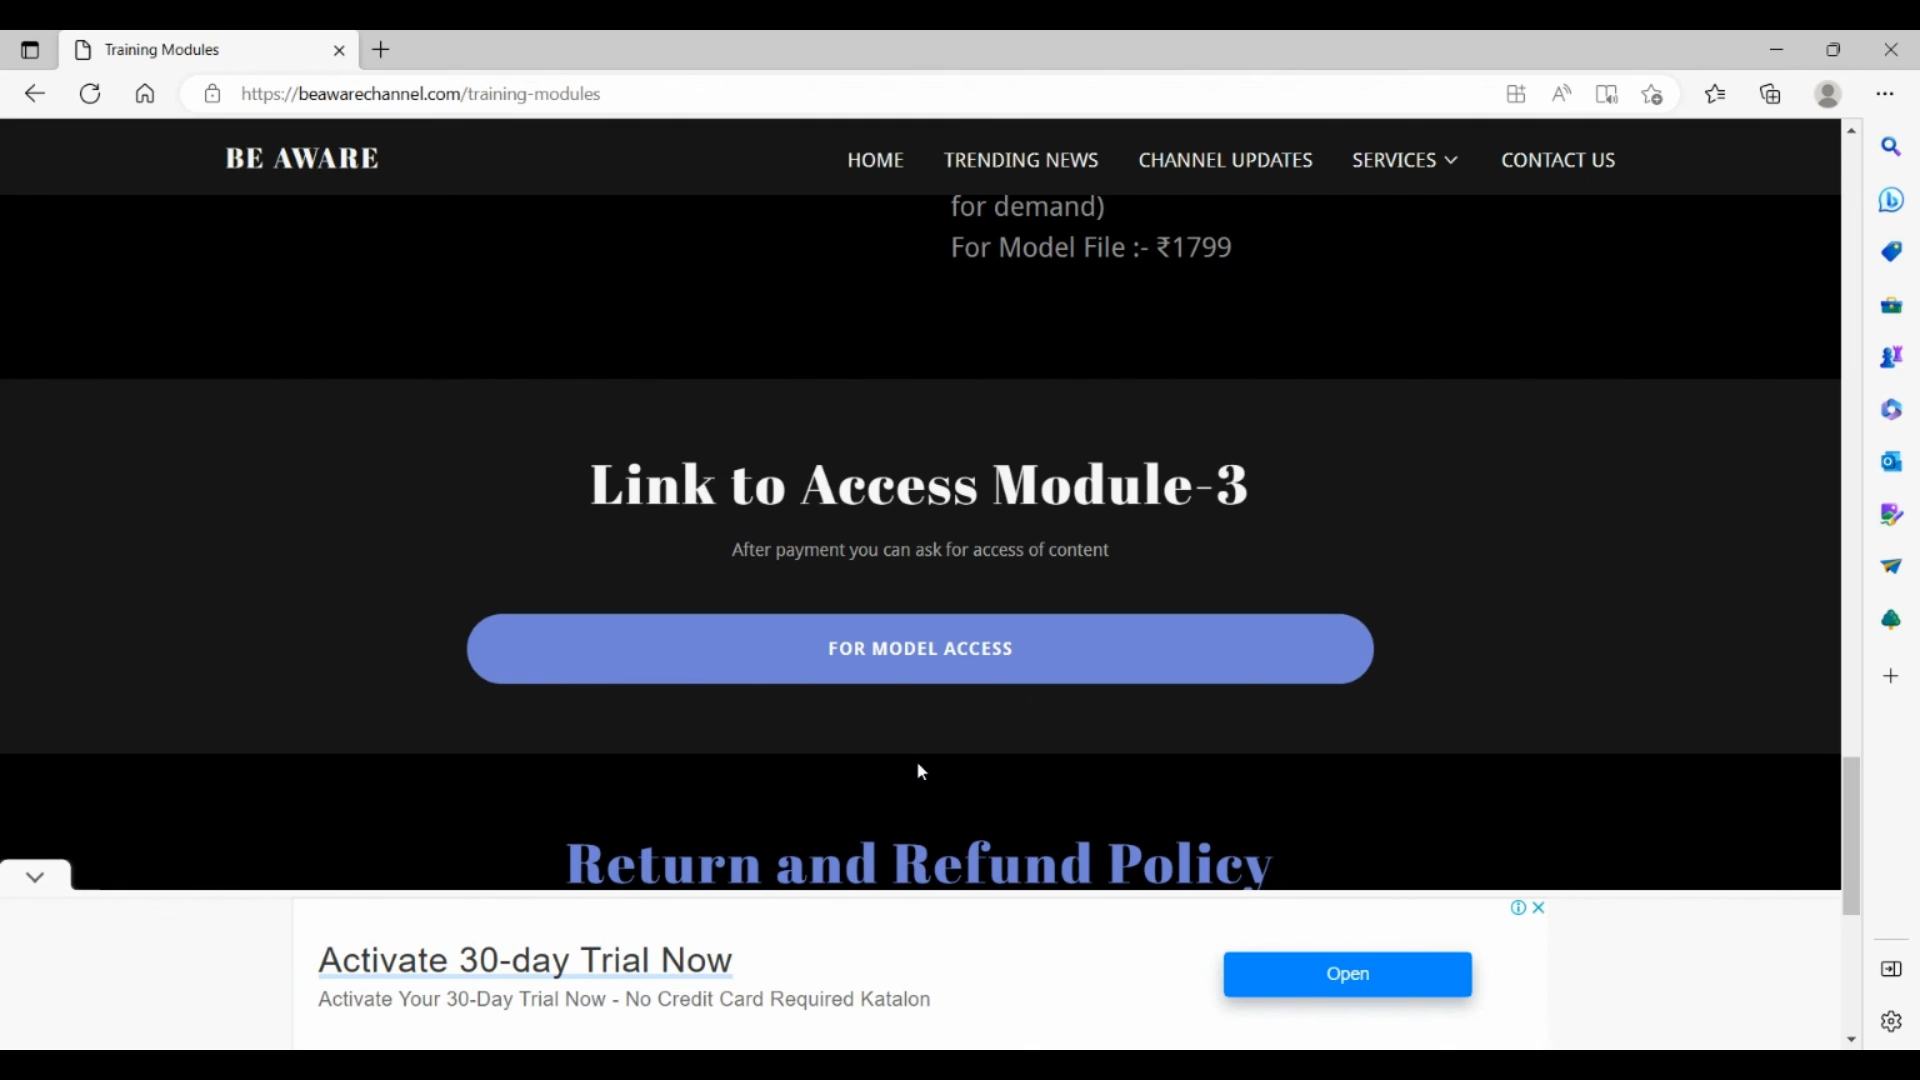 Training Modules
https://beawarechannel.com/training-modules
BE AWARE
HOME
TRENDING NEWS
CHANNEL UPDATES
SERVICES
CONTACT US
for demand)
For Model File :- ₹1799
Link to Access Module-3
After payment you can ask for access of content
FOR MODEL ACCESS
Return and Refund Policy
Activate 30-day Trial Now
Activate Your 30-Day Trial Now - No Credit Card Required Katalon
Open